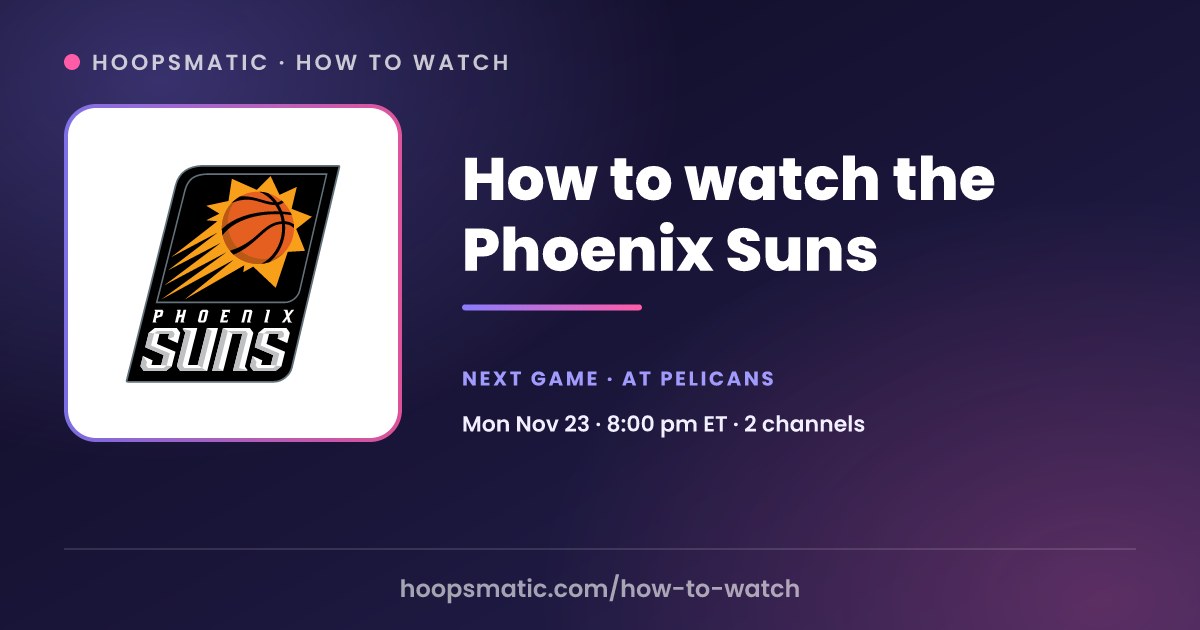 HOOPSMATIC · HOW TO WATCH
PHOENIX
SUNS
How to watch the
Phoenix Suns
NEXT GAME · AT PELICANS
Mon Nov 23 · 8:00 pm ET · 2 channels
hoopsmatic.com/how-to-watch